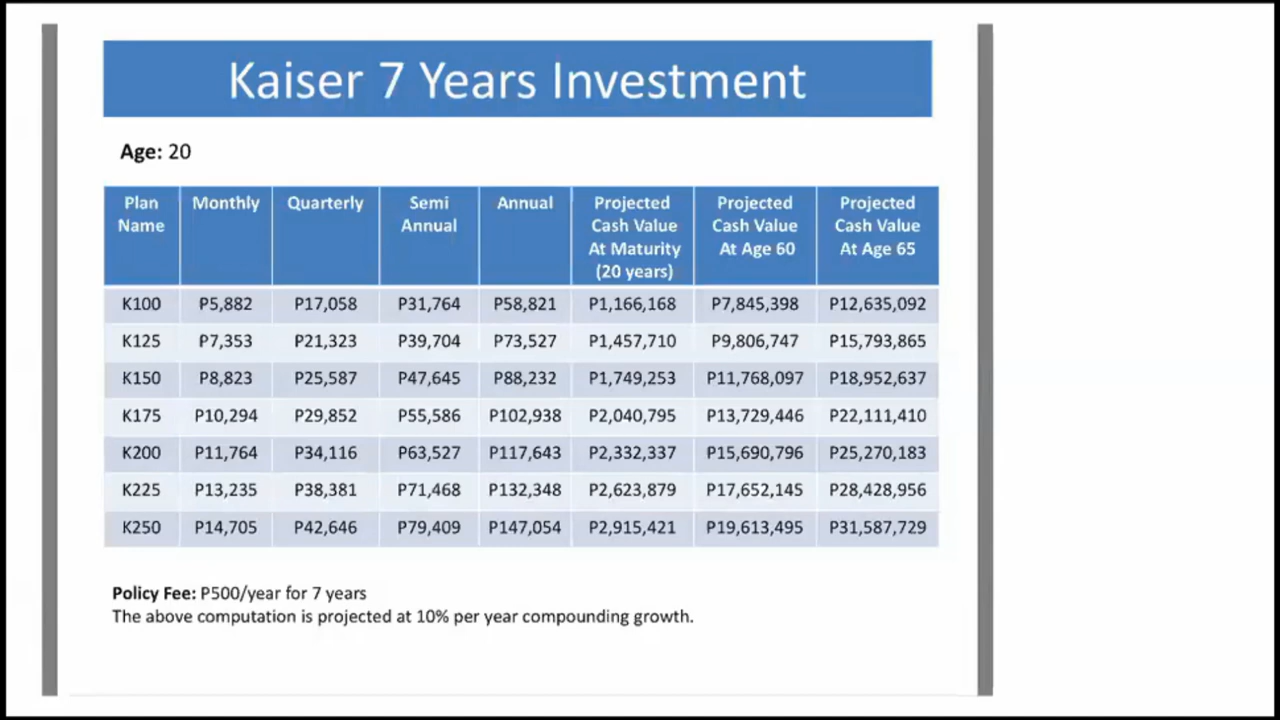 Kaiser 7 Years Investment
Age: 20
Plan Name Monthly Quarterly Semi Annual Annual Projected Cash Value At Maturity (20 years) Projected Cash Value At Age 60 Projected Cash Value At Age 65
K100 P5,882 P17,058 P31,764 P58,821 P1,166,168 P7,845,398 P12,635,092
K125 P7,353 P21,323 P39,704 P73,527 P1,457,710 P9,806,747 P15,793,865
K150 P8,823 P25,587 P47,645 P88,232 P1,749,253 P11,768,097 P18,952,637
K175 P10,294 P29,852 P55,586 P102,938 P2,040,795 P13,729,446 P22,111,410
K200 P11,764 P34,116 P63,527 P117,643 P2,332,337 P15,690,796 P25,270,183
K225 P13,235 P38,381 P71,468 P132,348 P2,623,879 P17,652,145 P28,428,956
K250 P14,705 P42,646 P79,409 P147,054 P2,915,421 P19,613,495 P31,587,729
Policy Fee: P500/year for 7 years
The above computation is projected at 10% per year compounding growth.